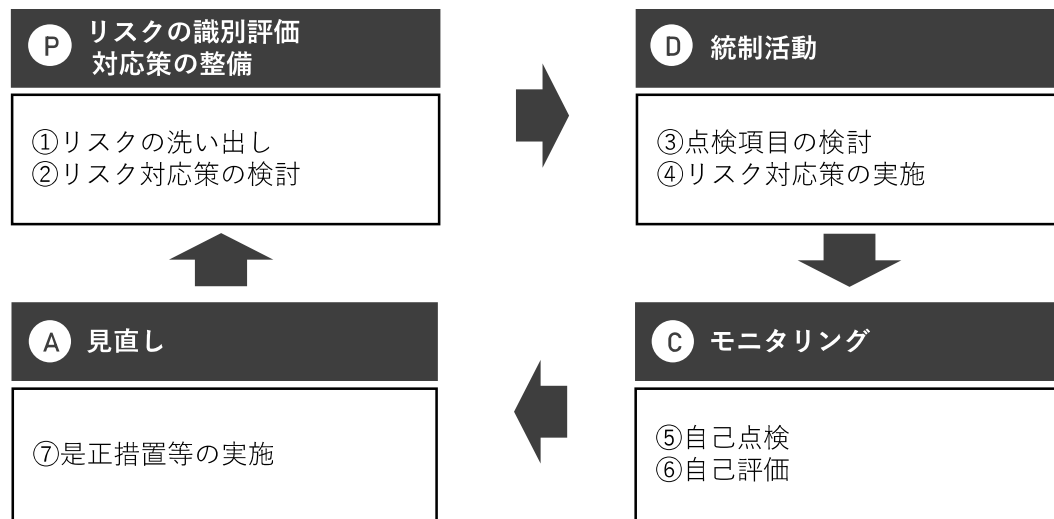 P リスクの識別評価
対応策の整備
①リスクの洗い出し
②リスク対応策の検討
D 統制活動
③点検項目の検討
④リスク対応策の実施
A 見直し
⑦是正措置等の実施
C モニタリング
⑤自己点検
⑥自己評価